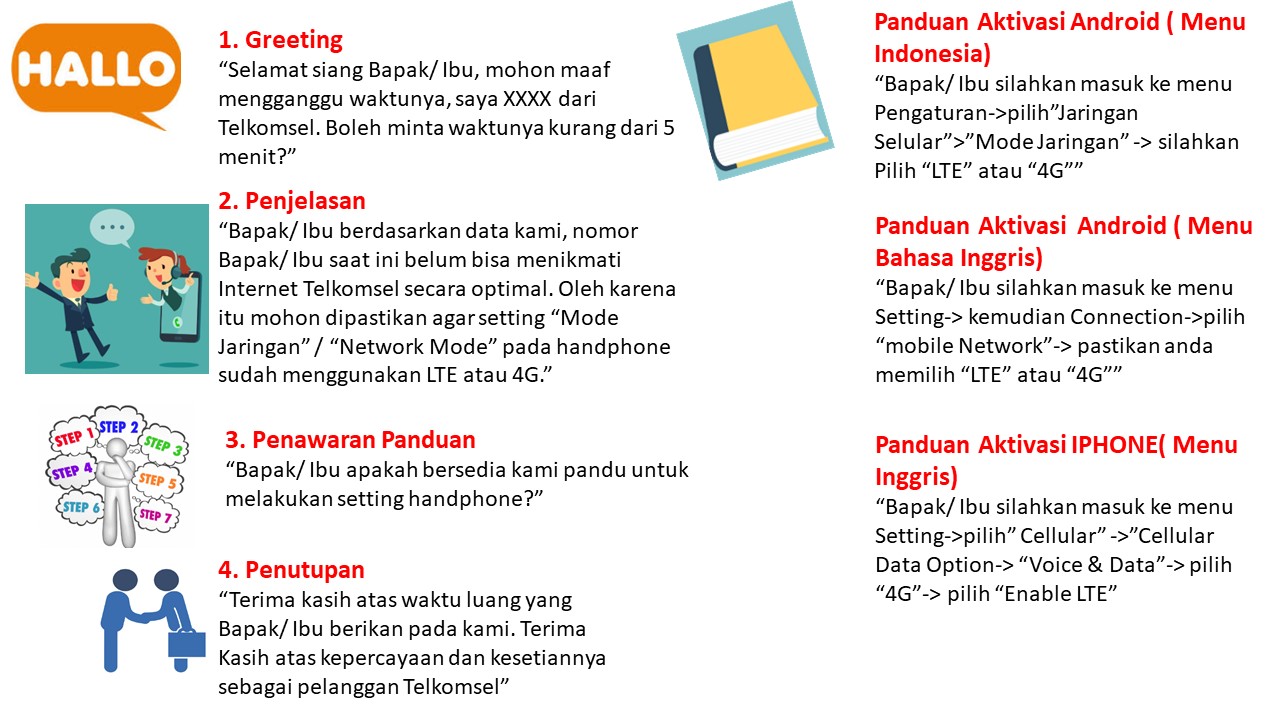 HALLO
1. Greeting
“Selamat siang Bapak/ Ibu, mohon maaf
mengganggu waktunya, saya XXXX dari
Telkomsel. Boleh minta waktunya kurang dari 5
menit?”
2. Penjelasan
“Bapak/ Ibu berdasarkan data kami, nomor
Bapak/ Ibu saat ini belum bisa menikmati
Internet Telkomsel secara optimal. Oleh karena
itu mohon dipastikan agar setting “Mode
Jaringan” / “Network Mode” pada handphone
sudah menggunakan LTE atau 4G.”
STEP 1
STEP 2
STEP 3
STEP 4
STEP 5
STEP 6
STEP 7
3. Penawaran Panduan
“Bapak/ Ibu apakah bersedia kami pandu untuk
melakukan setting handphone?”
4. Penutupan
“Terima kasih atas waktu luang yang
Bapak/ Ibu berikan pada kami. Terima
Kasih atas kepercayaan dan kesetiannya
sebagai pelanggan Telkomsel”
Panduan Aktivasi Android ( Menu
Indonesia)
“Bapak/ Ibu silahkan masuk ke menu
Pengaturan->pilih”Jaringan
Selular”>”Mode Jaringan” -> silahkan
Pilih “LTE” atau “4G””
Panduan Aktivasi Android ( Menu
Bahasa Inggris)
“Bapak/ Ibu silahkan masuk ke menu
Setting-> kemudian Connection->pilih
“mobile Network”-> pastikan anda
memilih “LTE” atau “4G””
Panduan Aktivasi IPHONE( Menu
Inggris)
“Bapak/ Ibu silahkan masuk ke menu
Setting->pilih” Cellular” ->”Cellular
Data Option-> “Voice & Data”-> pilih
“4G”-> pilih “Enable LTE”